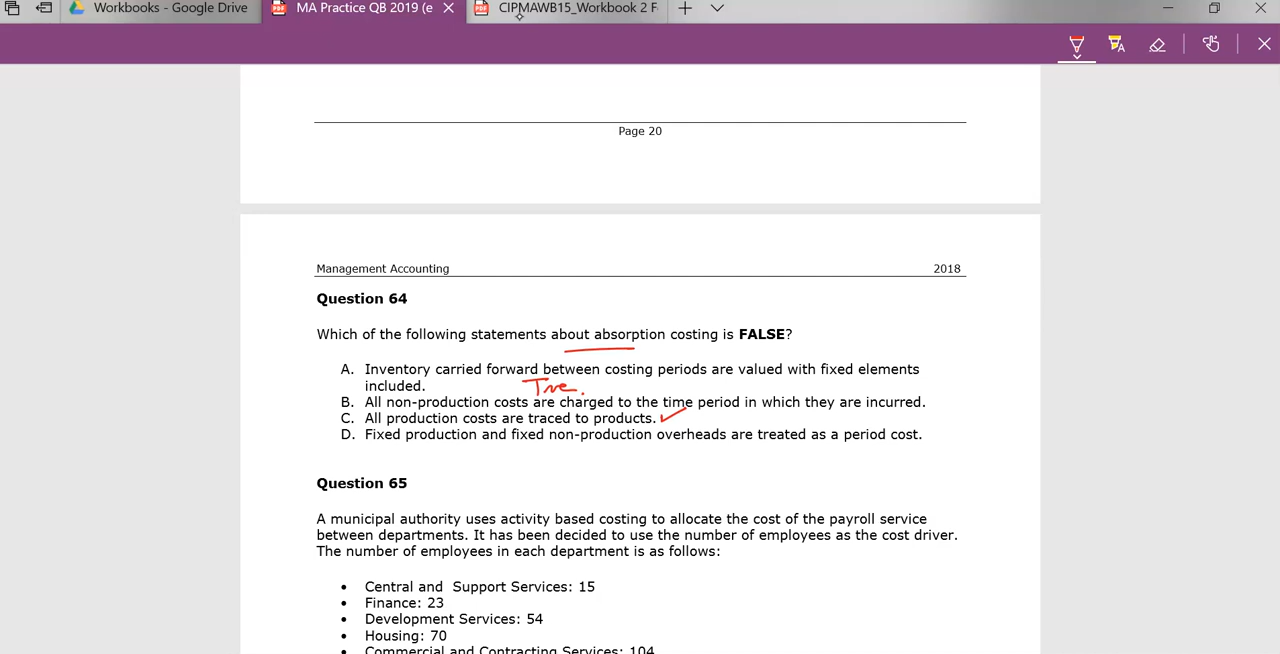 Workbooks - Google Drive
MA Practice QB 2019 (e
CIPMAWB15_Workbook 2 F
Page 20
Management Accounting 2018
Question 64
Which of the following statements about absorption costing is FALSE?
A. Inventory carried forward between costing periods are valued with fixed elements
included.
True.
B. All non-production costs are charged to the time period in which they are incurred.
C. All production costs are traced to products.
D. Fixed production and fixed non-production overheads are treated as a period cost.
Question 65
A municipal authority uses activity based costing to allocate the cost of the payroll service
between departments. It has been decided to use the number of employees as the cost driver.
The number of employees in each department is as follows:
• Central and Support Services: 15
• Finance: 23
• Development Services: 54
• Housing: 70
Commercial and Contracting Services: 104